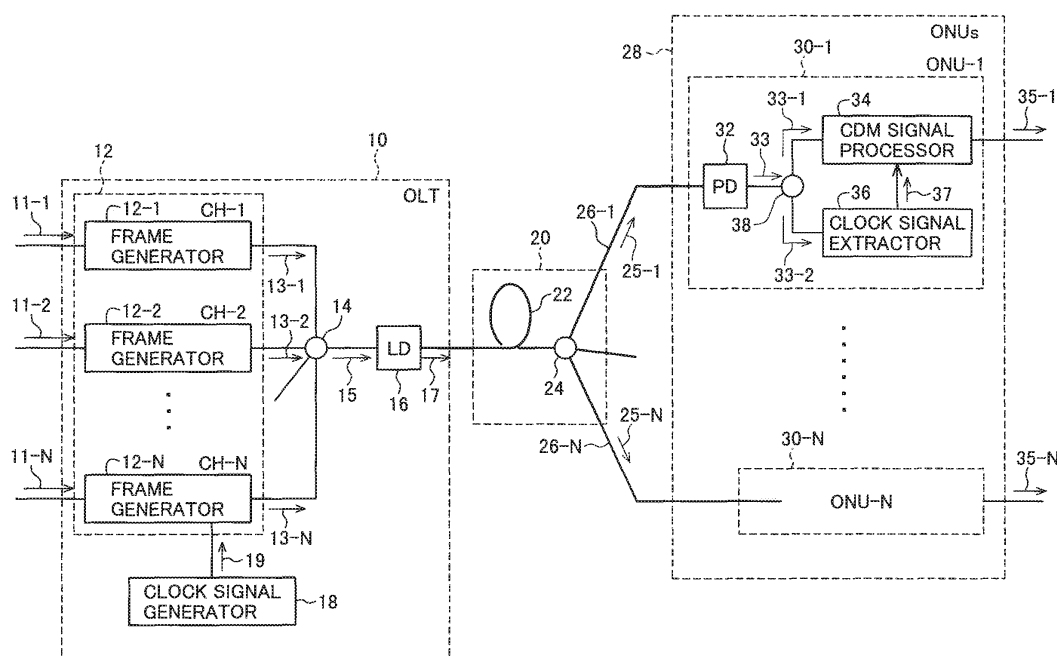 ONUs
28
30-1
ONU-1
33-1
34
35-1
32
33
CDM SIGNAL
PROCESSOR
10
12
OLT
PD
36
37
11-1
12-1
CH-1
FRAME
GENERATOR
26-1
38
CLOCK SIGNAL
EXTRACTOR
13-1
20
25-1
33-2
11-2
12-2
CH-2
13-2
14
22
FRAME
GENERATOR
LD
15
16
17
24
25-N
11-N
12-N
CH-N
26-N
30-N
35-N
FRAME
GENERATOR
ONU-N
13-N
19
CLOCK SIGNAL
GENERATOR
18